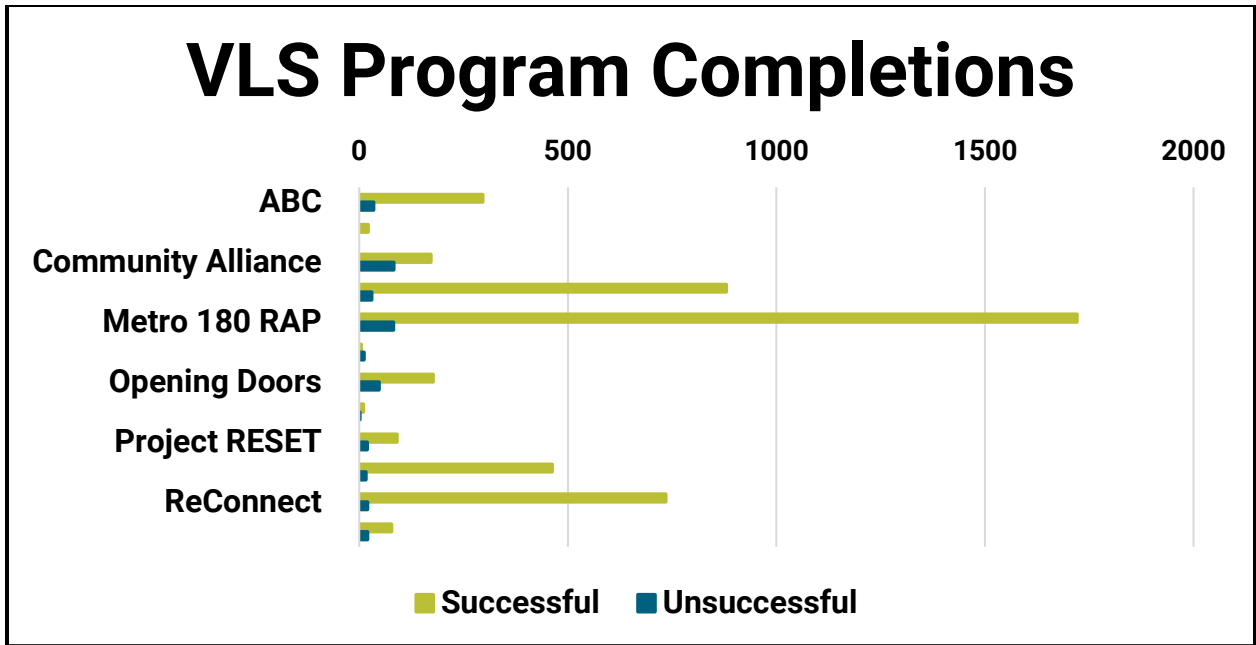 VLS Program Completions
0 500 1000 1500 2000
ABC
Community Alliance
Metro 180 RAP
Opening Doors
Project RESET
ReConnect
Successful Unsuccessful